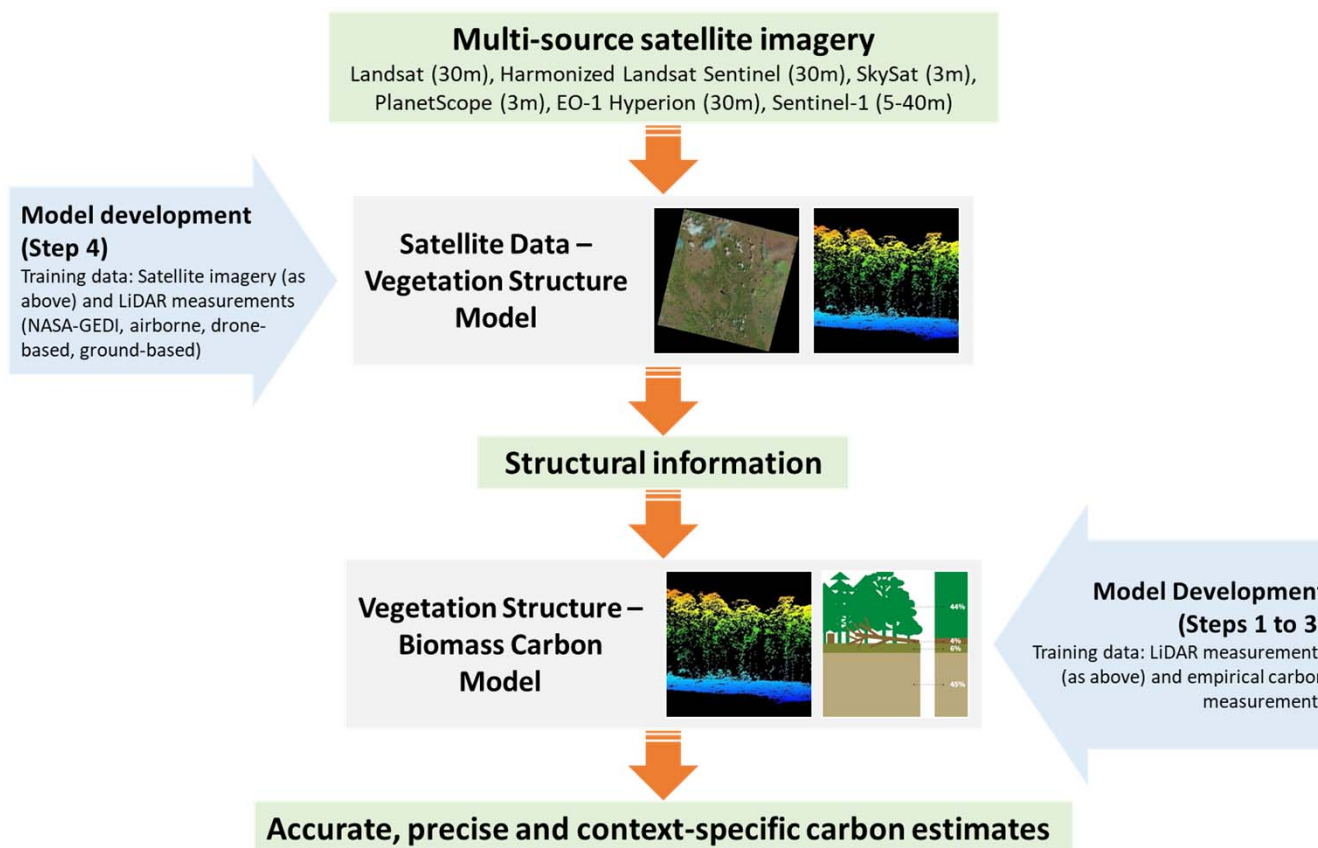 Multi-source satellite imagery
Landsat (30m), Harmonized Landsat Sentinel (30m), SkySat (3m),
PlanetScope (3m), EO-1 Hyperion (30m), Sentinel-1 (5-40m)
Model development
(Step 4)
Training data: Satellite imagery (as
above) and LiDAR measurements
(NASA-GEDI, airborne, drone-
based, ground-based)
Satellite Data –
Vegetation Structure
Model
Structural information
Vegetation Structure –
Biomass Carbon
Model
44%
4%
6%
45%
Model Development
(Steps 1 to 3
Training data: LiDAR measurement
(as above) and empirical carbon
measurement
Accurate, precise and context-specific carbon estimates